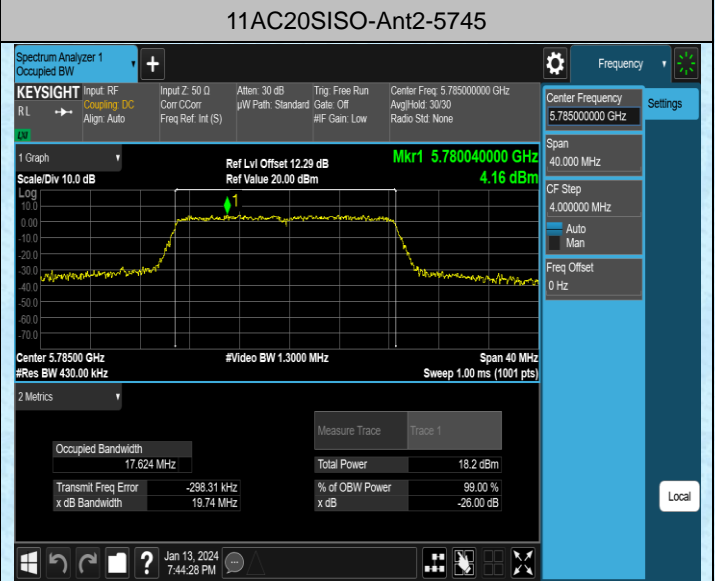 11AC20SISO-Ant2-5745
Spectrum Analyzer 1
Occupied BW
Frequency
KEYSIGHT
RL
Input: RF
Coupling: DC
Align: Auto
Input Z: 50 Ω
Corr CCorr
Freq Ref: Int (S)
Atten: 30 dB
µW Path: Standard
Trig: Free Run
Gate: Off
#IF Gain: Low
Center Freq: 5.785000000 GHz
Avg|Hold: 30/30
Radio Std: None
LXI
Center Frequency
5.785000000 GHz
Settings
Span
40.000 MHz
CF Step
4.000000 MHz
Auto
Man
Freq Offset
0 Hz
1 Graph
Scale/Div 10.0 dB
Ref Lvl Offset 12.29 dB
Ref Value 20.00 dBm
Mkr1 5.780040000 GHz
4.16 dBm
Log
10.0
0.00
-10.0
-20.0
-30.0
-40.0
-50.0
-60.0
-70.0
1
Center 5.78500 GHz
#Res BW 430.00 kHz
#Video BW 1.3000 MHz
Span 40 MHz
Sweep 1.00 ms (1001 pts)
2 Metrics
Measure Trace Trace 1
Occupied Bandwidth
17.624 MHz
Total Power 18.2 dBm
Transmit Freq Error -298.31 kHz
% of OBW Power 99.00 %
x dB Bandwidth 19.74 MHz
x dB -26.00 dB
Local
?
Jan 13, 2024
7:44:28 PM